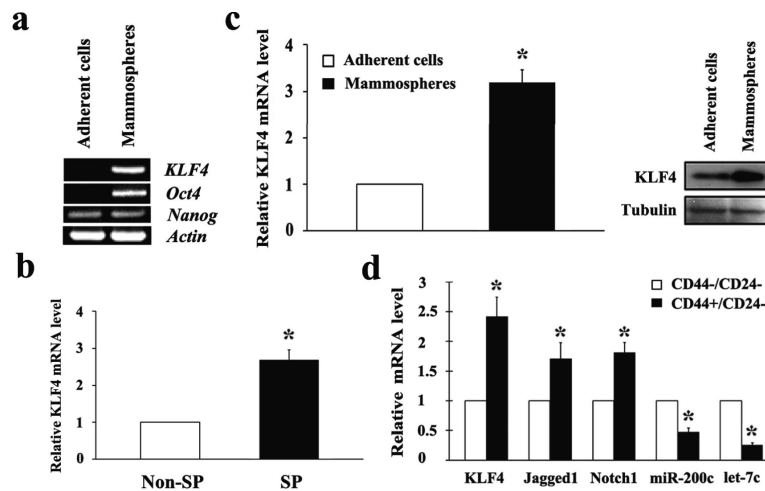 a
Adherent cells
Mammospheres
KLF4
Oct4
Nanog
Actin
b
Relative KLF4 mRNA level
4
3
2
1
0
*
Non-SP
SP
c
Relative KLF4 mRNA level
4
3
2
1
0
Adherent cells
Mammospheres
*
Adherent cells
Mammospheres
KLF4
Tubulin
d
Relative mRNA level
3
2.5
2
1.5
1
0.5
0
CD44-/CD24-
CD44+/CD24-
*
*
*
*
*
KLF4
Jagged1
Notch1
miR-200c
let-7c